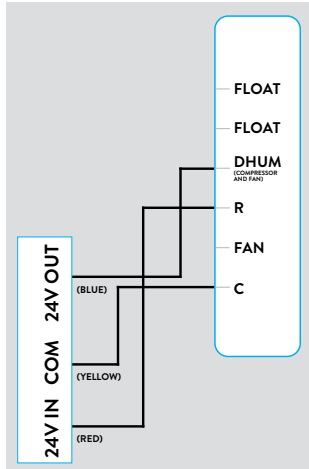 FLOAT
FLOAT
DHUM
(COMPRESSOR
AND FAN)
R
FAN
C
24V OUT
(BLUE)
COM
(YELLOW)
24V IN
(RED)